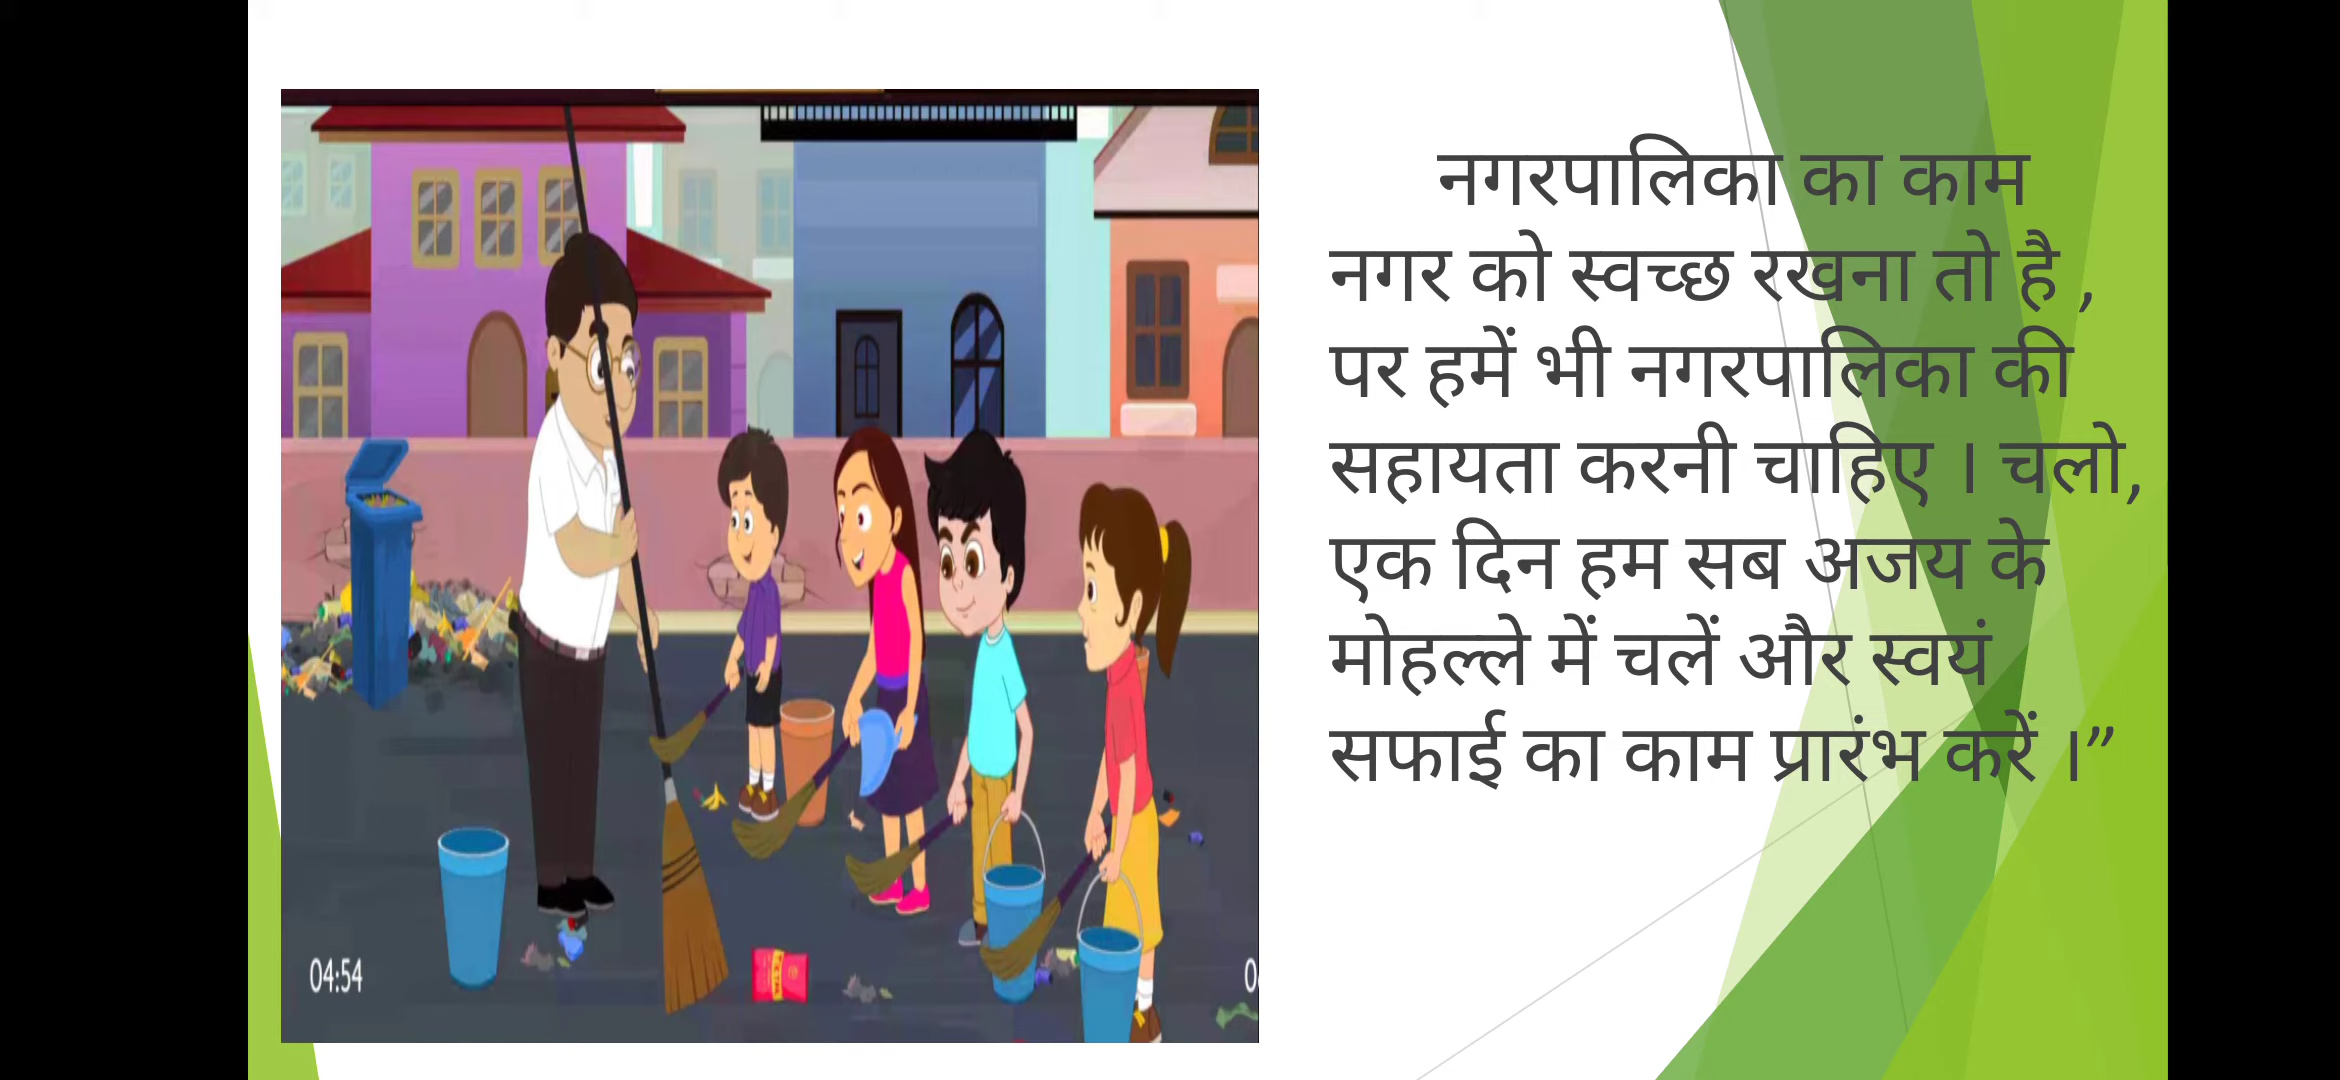 नगरपालिका का काम
नगर को स्वच्छ रखना तो है ,
पर हमें भी नगरपालिका की
सहायता करनी चाहिए । चलो,
एक दिन हम सब अजय के
मोहल्ले में चलें और स्वयं
सफाई का काम प्रारंभ करें ।”
04:54